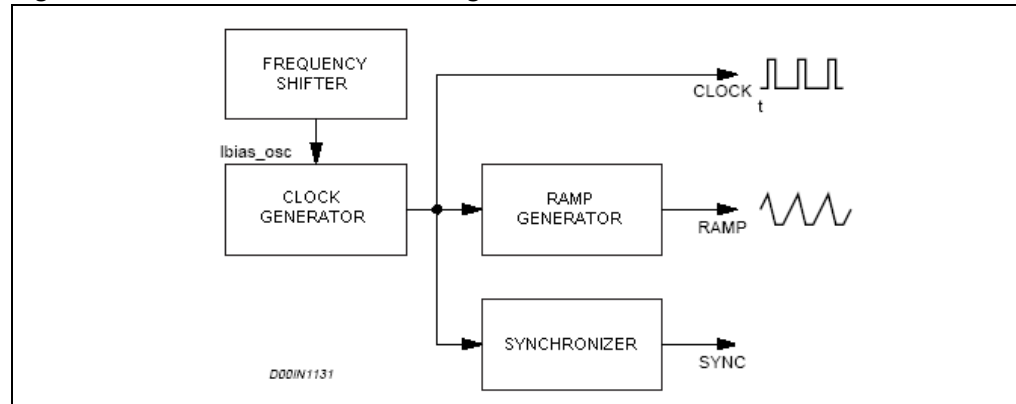 FREQUENCY
SHIFTER
CLOCK
t
Ibias_osc
CLOCK
GENERATOR
RAMP
GENERATOR
RAMP
SYNCHRONIZER
SYNC
D00IN1131